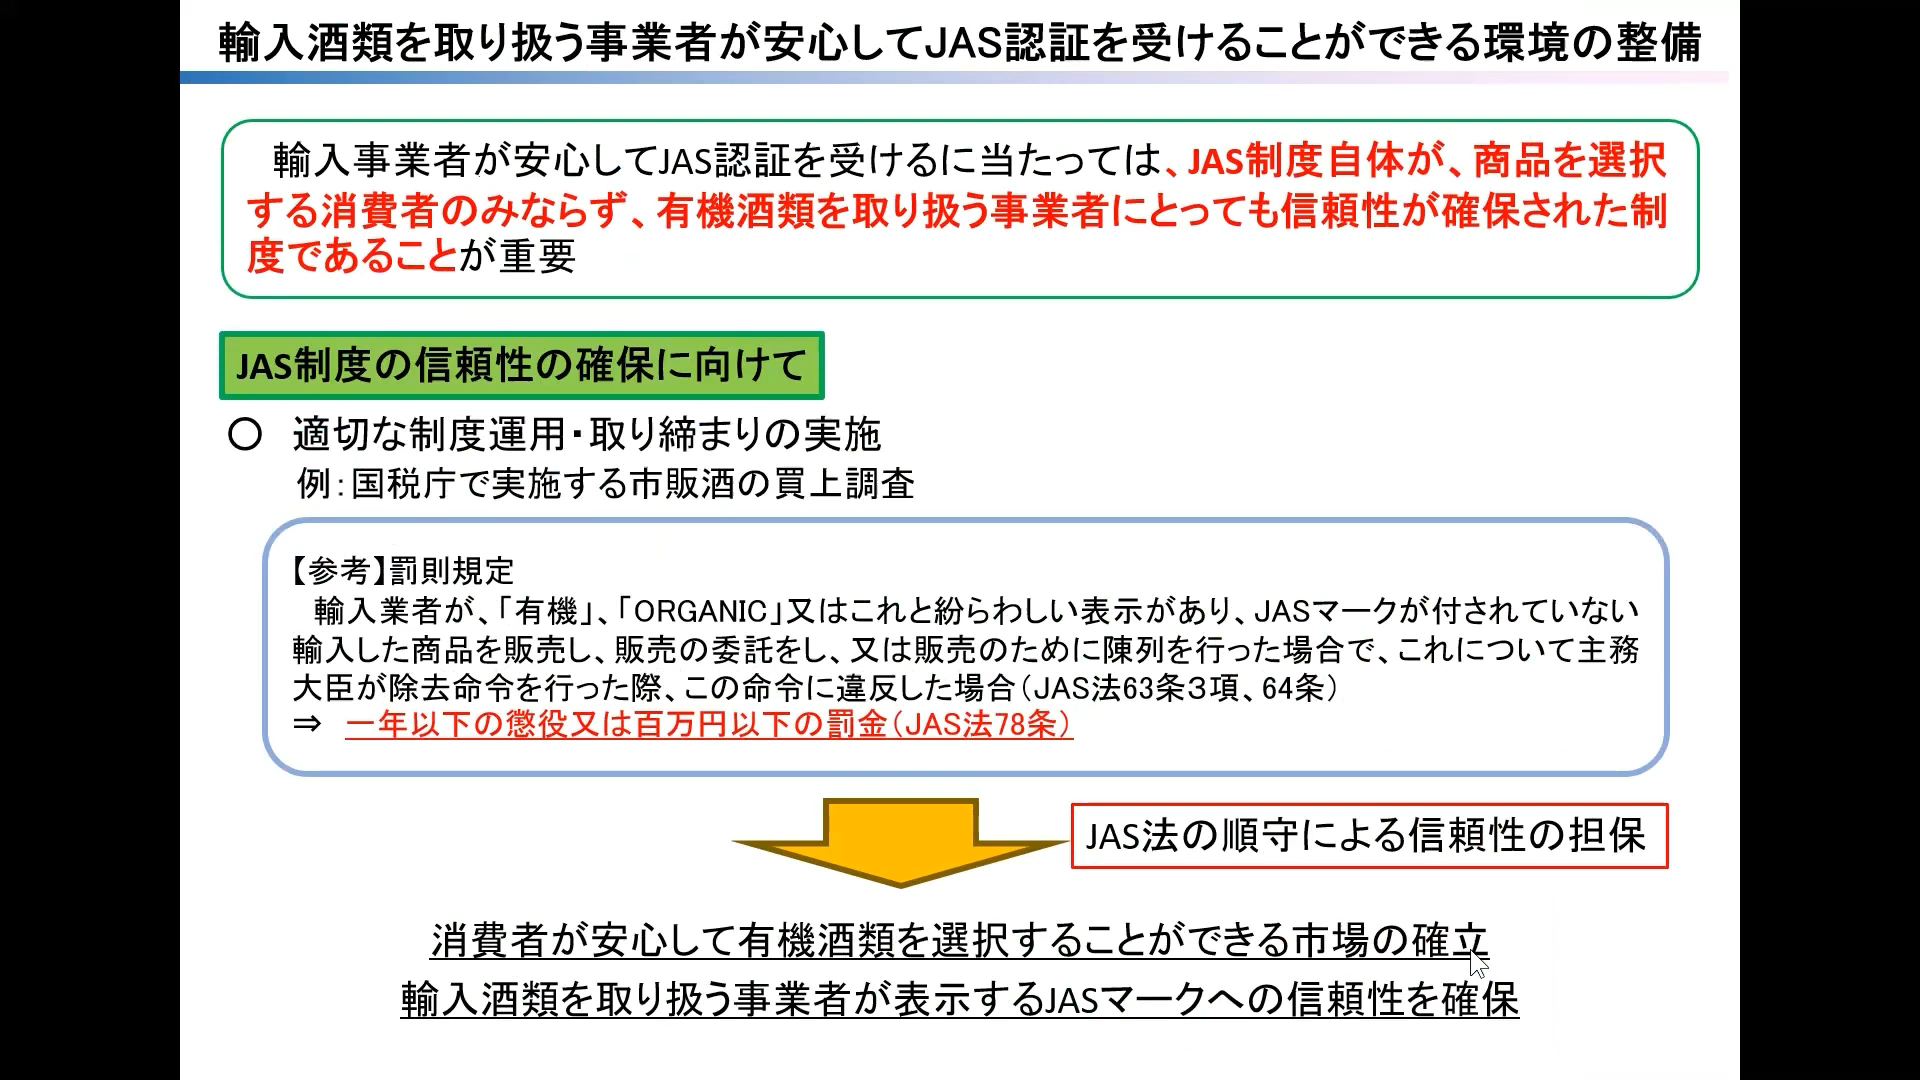 輸入酒類を取り扱う事業者が安心してJAS認証を受けることができる環境の整備
輸入事業者が安心してJAS認証を受けるに当たっては、JAS制度自体が、商品を選択
する消費者のみならず、有機酒類を取り扱う事業者にとっても信頼性が確保された制
度であることが重要
JAS制度の信頼性の確保に向けて
〇 適切な制度運用・取り締まりの実施
例：国税庁で実施する市販酒の買上調査
【参考】罰則規定
輸入業者が、「有機」、「ORGANIC」又はこれと紛らわしい表示があり、JASマークが付されていない
輸入した商品を販売し、販売の委託をし、又は販売のために陳列を行った場合で、これについて主務
大臣が除去命令を行った際、この命令に違反した場合（JAS法63条３項、64条）
⇒ 一年以下の懲役又は百万円以下の罰金（JAS法78条）
JAS法の順守による信頼性の担保
消費者が安心して有機酒類を選択することができる市場の確立
輸入酒類を取り扱う事業者が表示するJASマークへの信頼性を確保